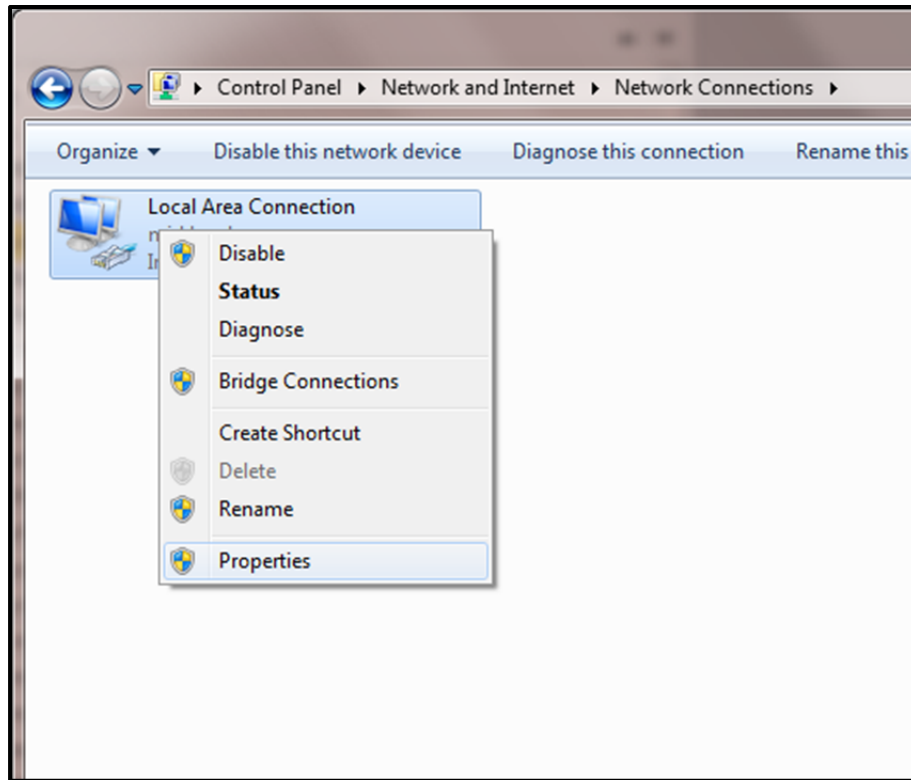 Control Panel Network and Internet Network Connections
Organize Disable this network device Diagnose this connection Rename this
Local Area Connection
Disable
Status
Diagnose
Bridge Connections
Create Shortcut
Delete
Rename
Properties